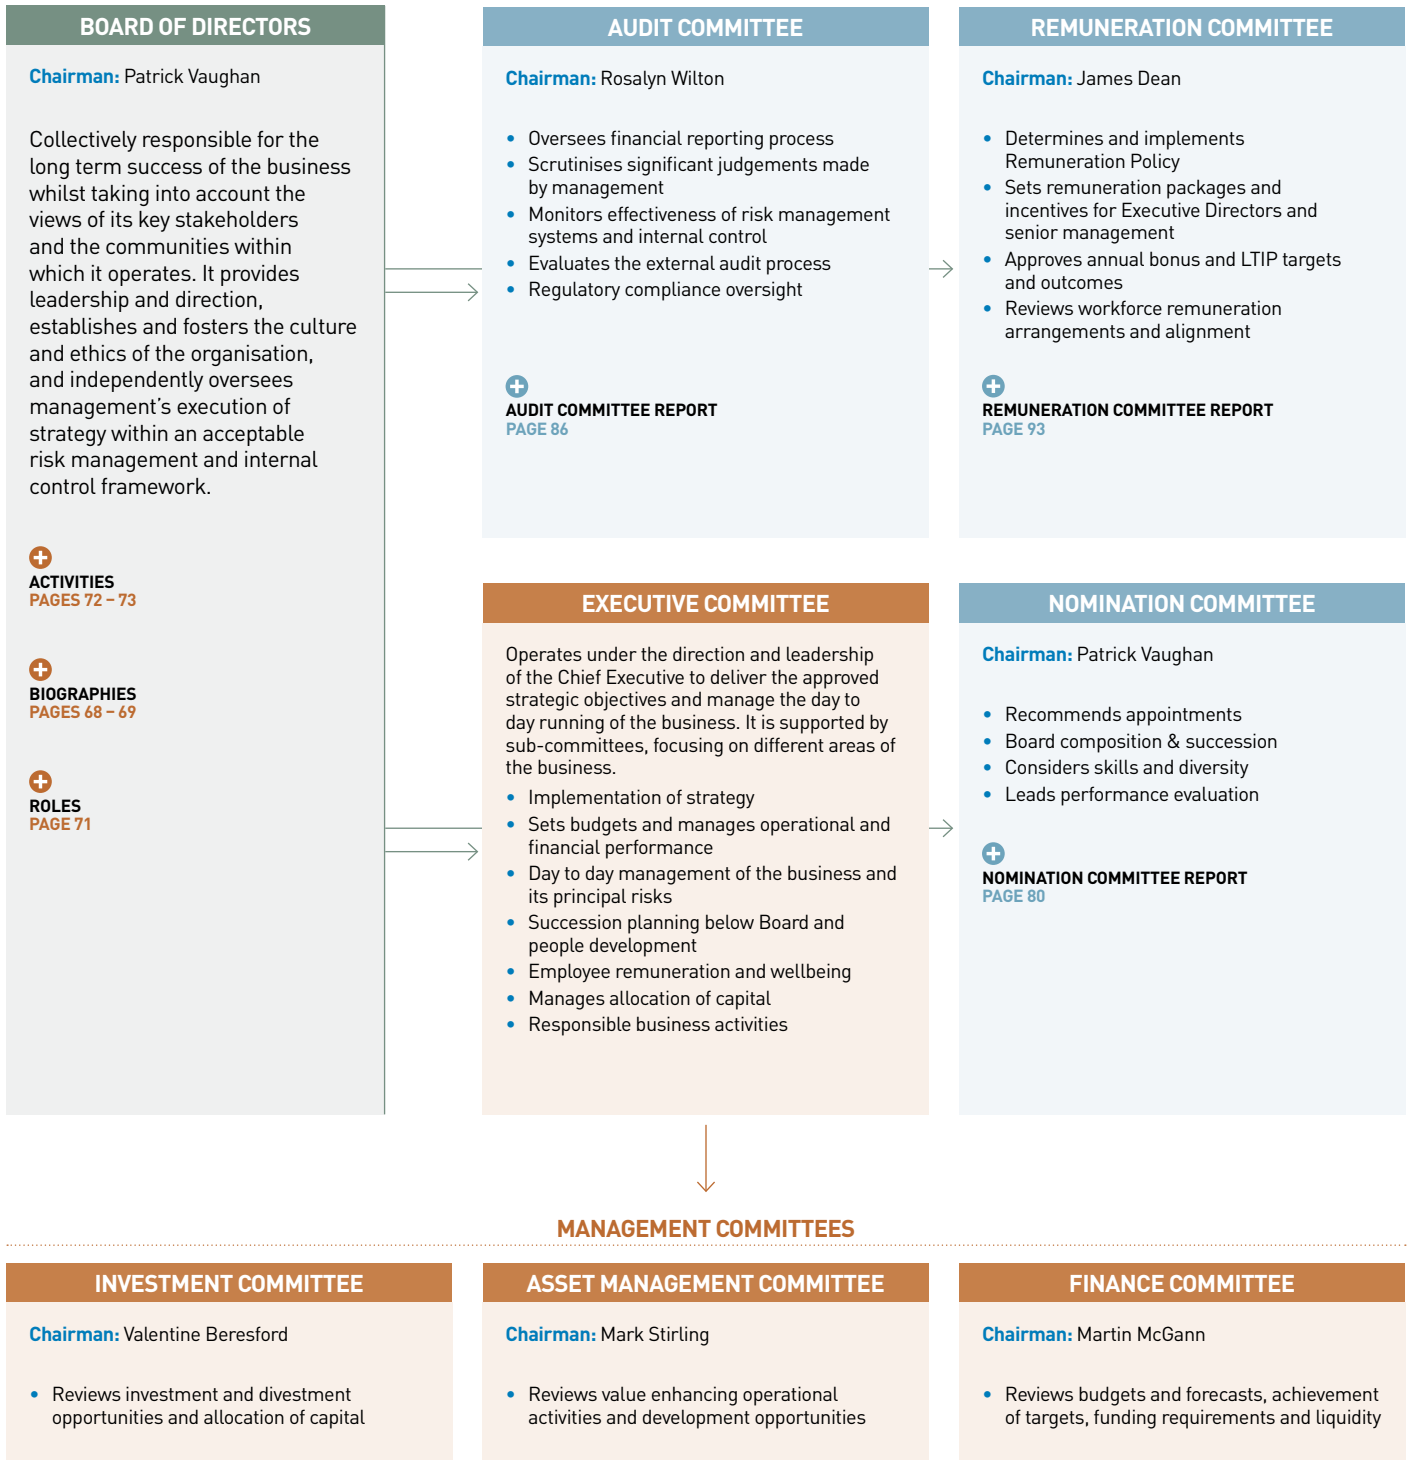 BOARD OF DIRECTORS
Chairman: Patrick Vaughan
Collectively responsible for the
long term success of the business
whilst taking into account the
views of its key stakeholders
and the communities within
which it operates. It provides
leadership and direction,
establishes and fosters the culture
and ethics of the organisation,
and independently oversees
management’s execution of
strategy within an acceptable
risk management and internal
control framework.
ACTIVITIES
PAGES 72 – 73
BIOGRAPHIES
PAGES 68 – 69
ROLES
PAGE 71
AUDIT COMMITTEE
Chairman: Rosalyn Wilton
• Oversees financial reporting process
• Scrutinises significant judgements made
by management
• Monitors effectiveness of risk management
systems and internal control
• Evaluates the external audit process
• Regulatory compliance oversight
AUDIT COMMITTEE REPORT
PAGE 86
REMUNERATION COMMITTEE
Chairman: James Dean
• Determines and implements
Remuneration Policy
• Sets remuneration packages and
incentives for Executive Directors and
senior management
• Approves annual bonus and LTIP targets
and outcomes
• Reviews workforce remuneration
arrangements and alignment
REMUNERATION COMMITTEE REPORT
PAGE 93
EXECUTIVE COMMITTEE
Operates under the direction and leadership
of the Chief Executive to deliver the approved
strategic objectives and manage the day to
day running of the business. It is supported by
sub-committees, focusing on different areas of
the business.
• Implementation of strategy
• Sets budgets and manages operational and
financial performance
• Day to day management of the business and
its principal risks
• Succession planning below Board and
people development
• Employee remuneration and wellbeing
• Manages allocation of capital
• Responsible business activities
NOMINATION COMMITTEE
Chairman: Patrick Vaughan
• Recommends appointments
• Board composition & succession
• Considers skills and diversity
• Leads performance evaluation
NOMINATION COMMITTEE REPORT
PAGE 80
MANAGEMENT COMMITTEES
INVESTMENT COMMITTEE
Chairman: Valentine Beresford
• Reviews investment and divestment
opportunities and allocation of capital
ASSET MANAGEMENT COMMITTEE
Chairman: Mark Stirling
• Reviews value enhancing operational
activities and development opportunities
FINANCE COMMITTEE
Chairman: Martin McGann
• Reviews budgets and forecasts, achievement
of targets, funding requirements and liquidity